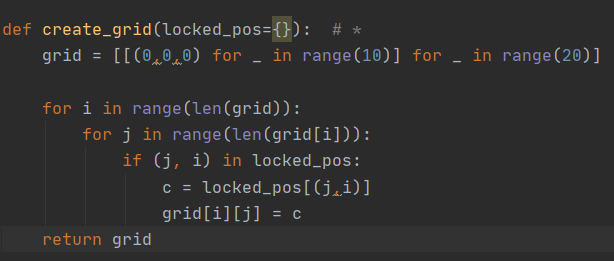 def create_grid(locked_pos={}):  # *
    grid = [[(0,0,0) for _ in range(10)] for _ in range(20)]

    for i in range(len(grid)):
        for j in range(len(grid[i])):
            if (j, i) in locked_pos:
                c = locked_pos[(j,i)]
                grid[i][j] = c
    return grid